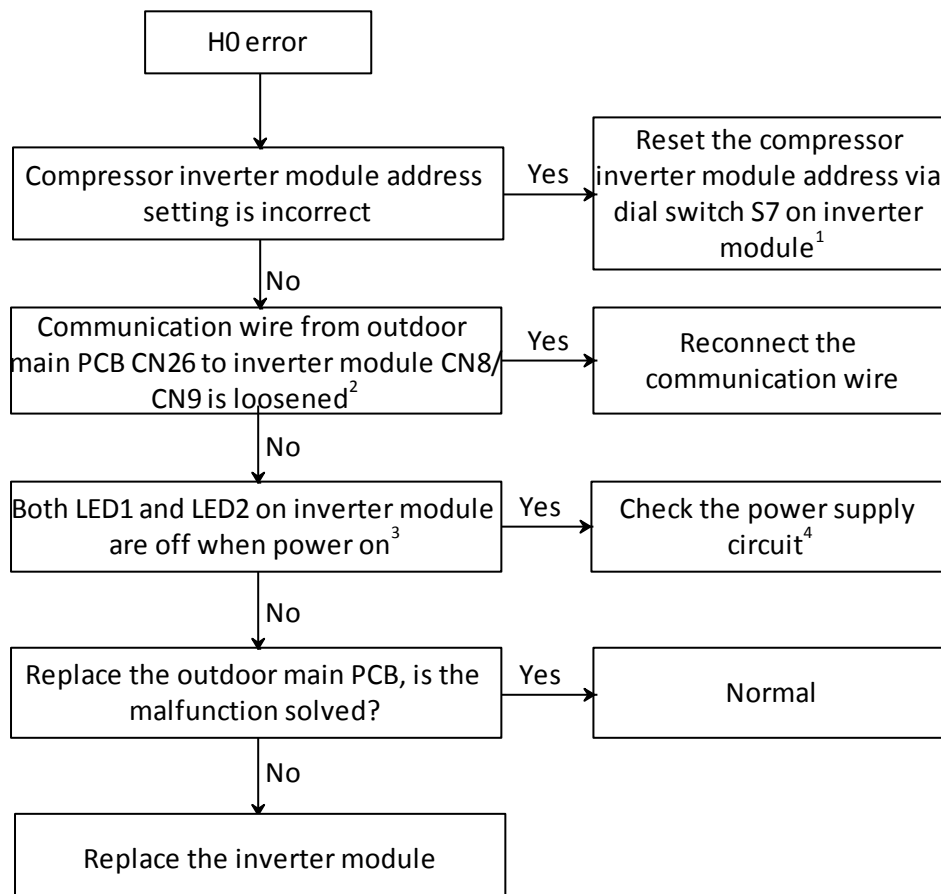 H0 error
Compressor inverter module address
setting is incorrect
Yes
Reset the compressor
inverter module address via
dial switch S7 on inverter
module1
No
Communication wire from outdoor
main PCB CN26 to inverter module CN8/
CN9 is loosened2
Yes
Reconnect the
communication wire
No
Both LED1 and LED2 on inverter module
are off when power on3
Yes
Check the power supply
circuit4
No
Replace the outdoor main PCB, is the
malfunction solved?
Yes
Normal
No
Replace the inverter module